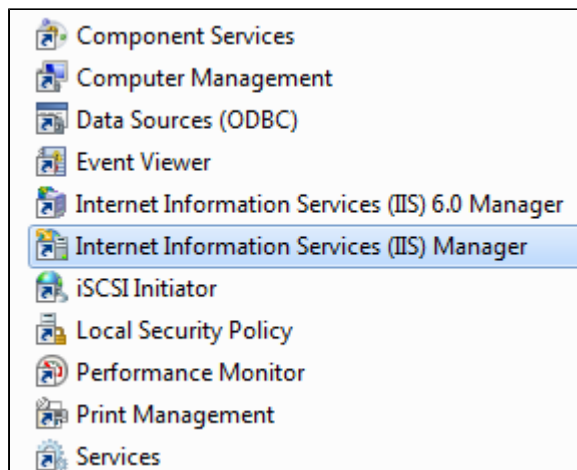 Component Services
Computer Management
Data Sources (ODBC)
Event Viewer
Internet Information Services (IIS) 6.0 Manager
Internet Information Services (IIS) Manager
iSCSI Initiator
Local Security Policy
Performance Monitor
Print Management
Services